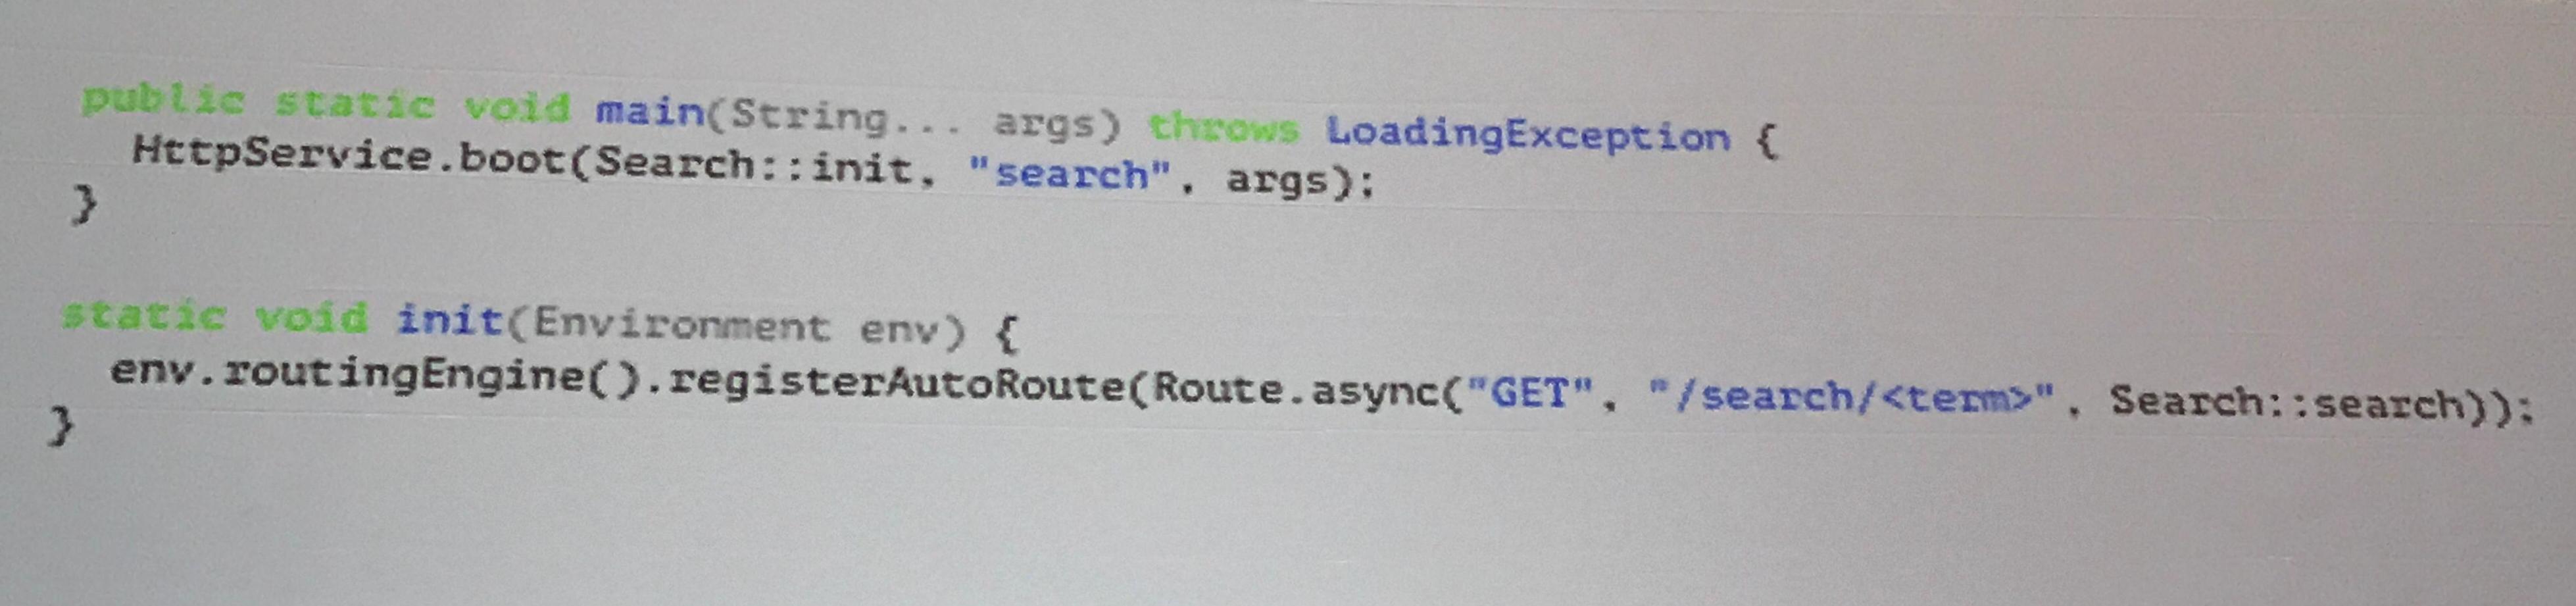 public static void main(String... args) throws LoadingException {
  HttpService.boot(Search::init, "search", args);
}
static void init(Environment env) {
  env.routingEngine().registerAutoRoute(Route.async("GET", "/search/<term>", Search::search));
}